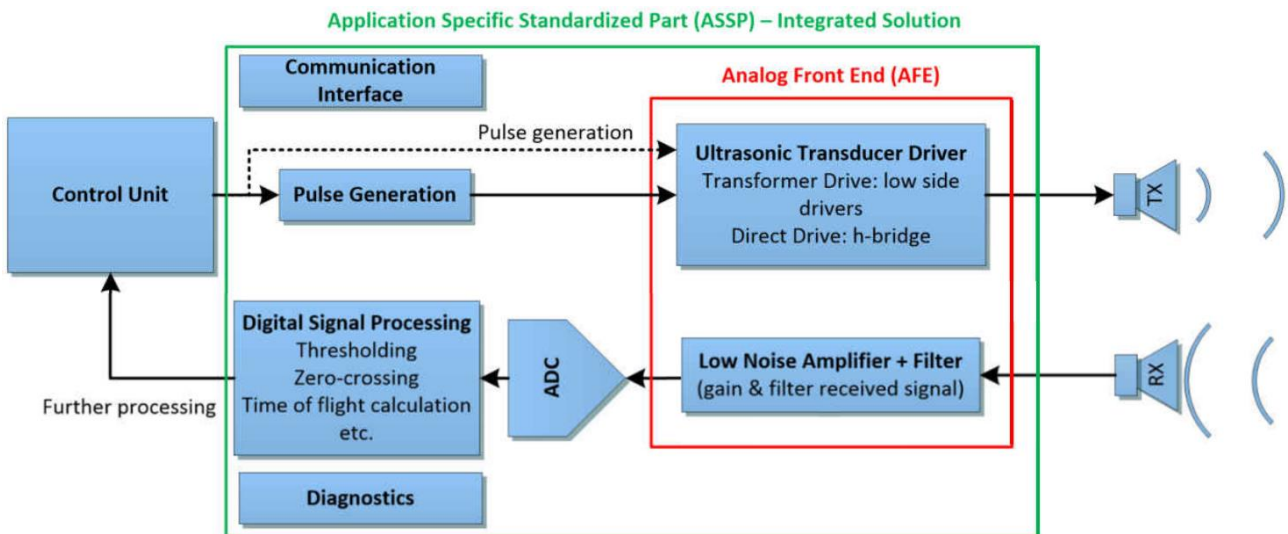 Application Specific Standardized Part (ASSP) – Integrated Solution
Communication
Interface
Analog Front End (AFE)
Pulse generation
Control Unit
Pulse Generation
Ultrasonic Transducer Driver
Transformer Drive: low side
drivers
Direct Drive: h-bridge
TX
Digital Signal Processing
Thresholding
Zero-crossing
Time of flight calculation
etc.
ADC
Low Noise Amplifier + Filter
(gain & filter received signal)
RX
Further processing
Diagnostics